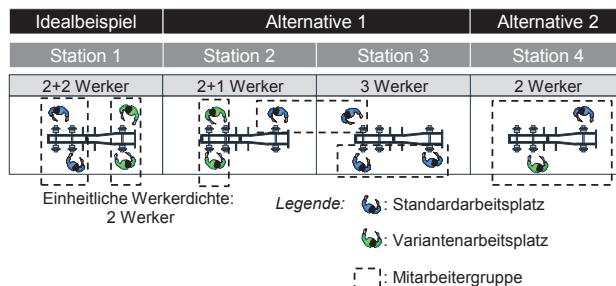 Idealbeispiel Alternative 1 Alternative 2
Station 1 Station 2 Station 3 Station 4
2+2 Werker 2+1 Werker 3 Werker 2 Werker
Einheitliche Werkerdichte:
2 Werker
Legende: : Standardarbeitsplatz
: Variantenarbeitsplatz
: Mitarbeitergruppe